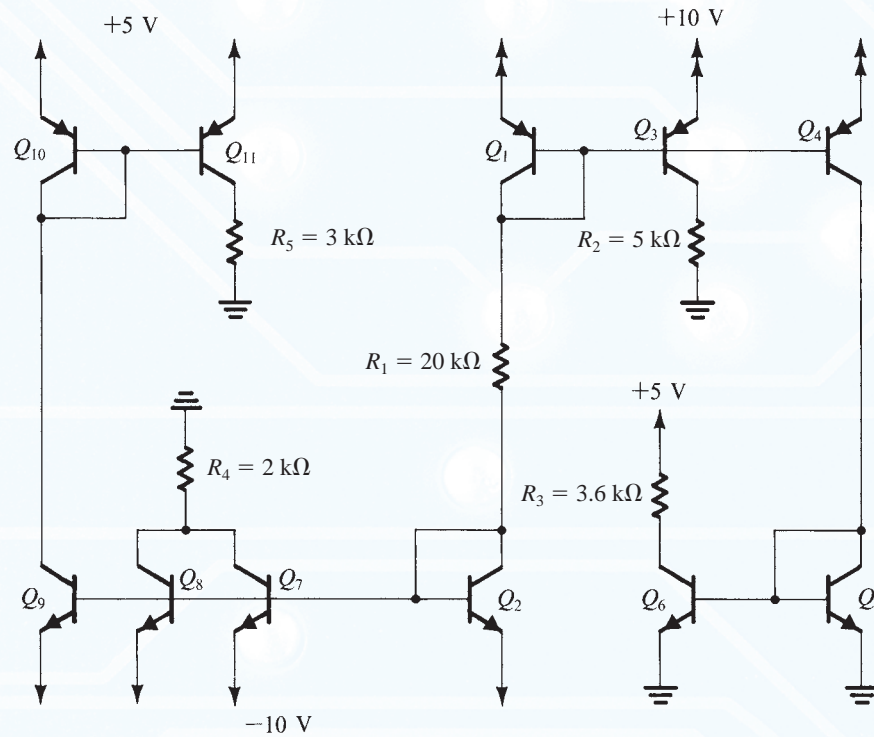 +5 V
+10 V
Q10
Q11
Q1
Q3
Q4
R5 = 3 kΩ
R2 = 5 kΩ
R1 = 20 kΩ
+5 V
R4 = 2 kΩ
R3 = 3.6 kΩ
Q9
Q8
Q7
Q2
Q6
Q
−10 V